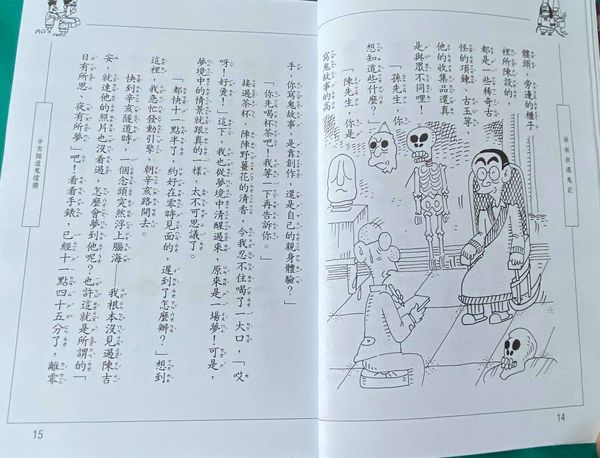 孫叔叔遇鬼記
髏頭，旁邊的櫃子
裡所陳設的
都是一些稀奇古
怪的項鍊、古玉等
他的收集品還真
是與眾不同哩！
「孫先生，你
想知道些什麼？」
「陳先生，你是
寫鬼故事的高
14
手，你寫鬼故事，是靠創作，還是自己的親身體驗？」
「你先喝杯茶吧！我等一下再告訴你。」
接過茶杯，陣陣野薑花的清香，令我忍不住喝了一大口，「哎
呀！好燙！」這下，我也從夢境中清醒過來，原來是一場夢！可是，
夢境中的情景就跟真的一樣，太不可思議了。
「都快十一點半了，約好在零時見面的，遲到了怎麼辦？」想到
這裡，我急忙發動引擎，朝辛亥路開去。
快到辛亥隧道時，一個念頭突然浮上腦海——我根本沒見過陳吉
安，就連他的照片也沒看過，怎麼會夢到他呢？也許這就是所謂的「
日有所思，夜有所夢」吧！看看手錶，已經十一點四十五分了，離零
辛亥隧道鬼擋牆
15